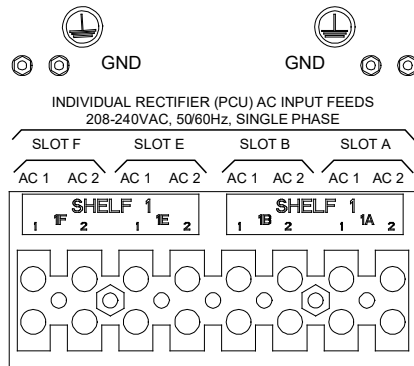 GND GND
INDIVIDUAL RECTIFIER (PCU) AC INPUT FEEDS
208-240VAC, 50/60Hz, SINGLE PHASE
SLOT F SLOT E SLOT B SLOT A
AC 1 AC 2 AC 1 AC 2 AC 1 AC 2 AC 1 AC 2
SHELF 1 SHELF 1
1 1F 2 1 1E 2 1 1B 2 1 1A 2